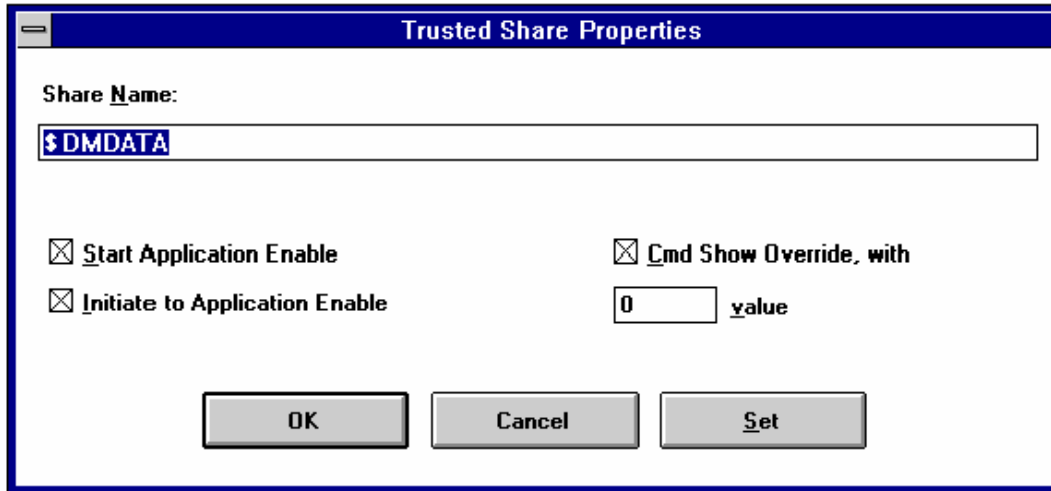 Trusted Share Properties
Share Name:
$DMDATA
Start Application Enable
Cmd Show Override, with
Initiate to Application Enable
0 value
OK Cancel Set